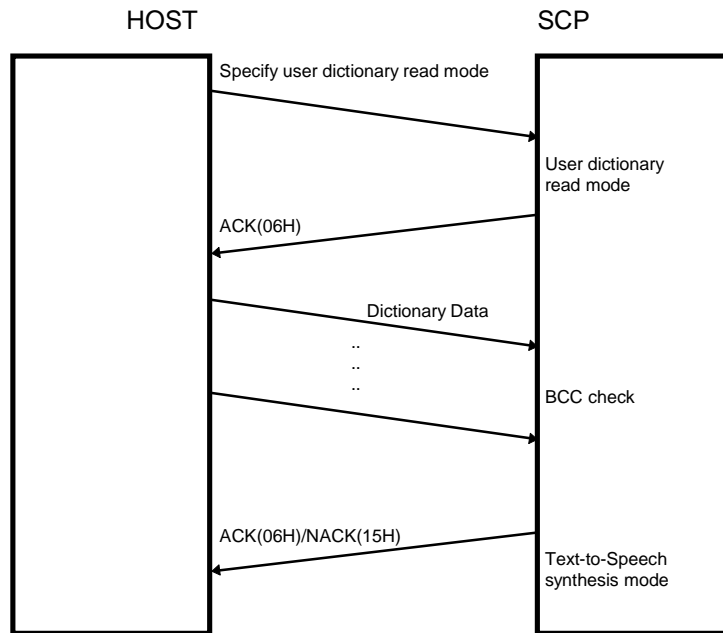 HOST
SCP
Specify user dictionary read mode
User dictionary
read mode
ACK(06H)
Dictionary Data
..
..
..
BCC check
ACK(06H)/NACK(15H)
Text-to-Speech
synthesis mode